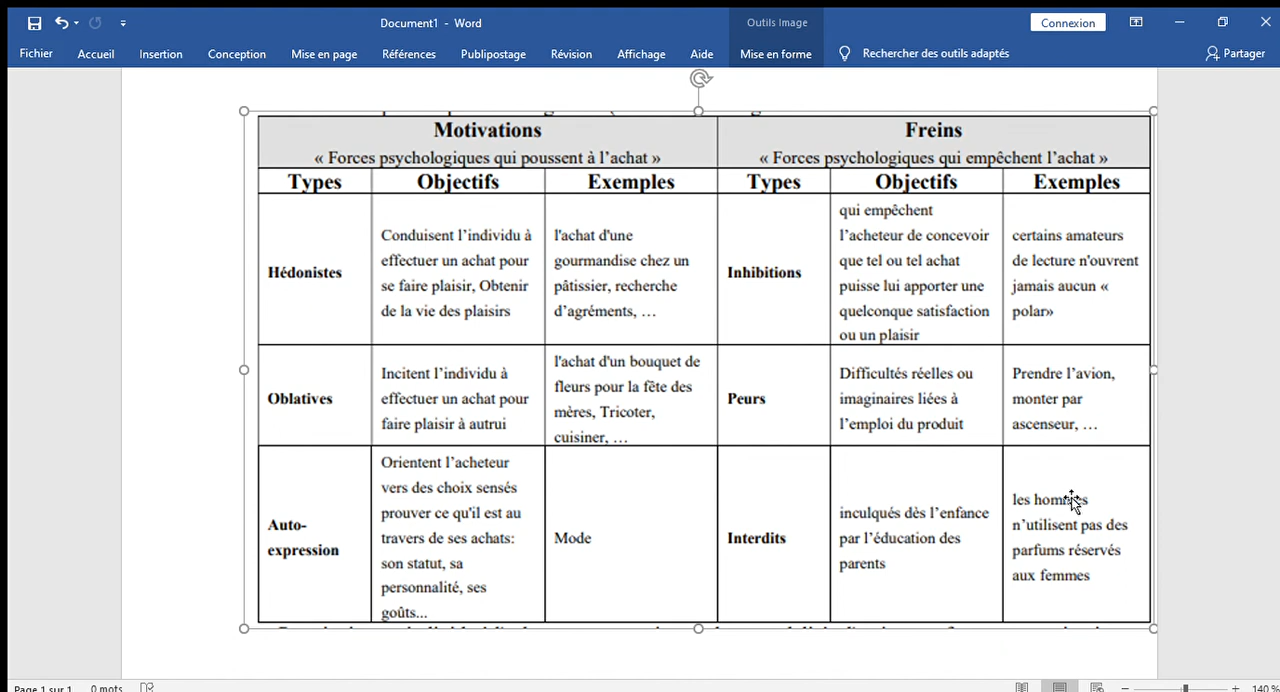 Document1 - Word
Outils Image
Connexion
Fichier
Accueil
Insertion
Conception
Mise en page
Références
Publipostage
Révision
Affichage
Aide
Mise en forme
Rechercher des outils adaptés
Partager
Motivations
« Forces psychologiques qui poussent à l’achat »
Freins
« Forces psychologiques qui empêchent l’achat »
Types
Objectifs
Exemples
Types
Objectifs
Exemples
Hédonistes
Conduisent l’individu à
effectuer un achat pour
se faire plaisir, Obtenir
de la vie des plaisirs
l'achat d'une
gourmandise chez un
pâtissier, recherche
d’agréments, …
Inhibitions
qui empêchent
l’acheteur de concevoir
que tel ou tel achat
puisse lui apporter une
quelconque satisfaction
ou un plaisir
certains amateurs
de lecture n'ouvrent
jamais aucun «
polar»
Oblatives
Incitent l’individu à
effectuer un achat pour
faire plaisir à autrui
l'achat d'un bouquet de
fleurs pour la fête des
mères, Tricoter,
cuisiner, …
Peurs
Difficultés réelles ou
imaginaires liées à
l’emploi du produit
Prendre l’avion,
monter par
ascenseur, …
Auto-
expression
Orientent l’acheteur
vers des choix sensés
prouver ce qu'il est au
travers de ses achats:
son statut, sa
personnalité, ses
goûts...
Mode
Interdits
inculqués dès l’enfance
par l’éducation des
parents
les hommes
n’utilisent pas des
parfums réservés
aux femmes
Page 1 sur 1
0 mots
140 %